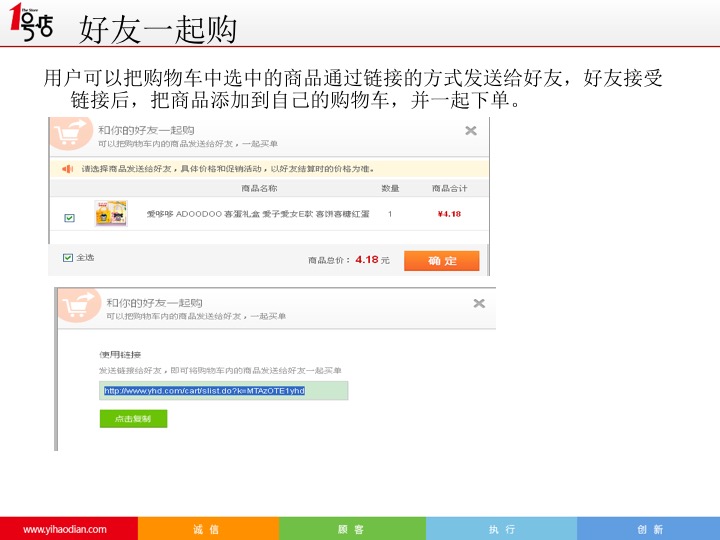 1号店
The Store
好友一起购
用户可以把购物车中选中的商品通过链接的方式发送给好友，好友接受
链接后，把商品添加到自己的购物车，并一起下单。
和你的好友一起购
可以把购物车内的商品发送给好友，一起买单
请选择商品发送给好友，具体价格和促销活动，以好友结算时的价格为准。
商品名称 数量 商品合计
爱哆哆 ADOODOO 喜蛋礼盒 爱子爱女E款 喜饼喜糖红蛋 1 ¥4.18
全选 商品总价： 4.18 元 确 定
和你的好友一起购
可以把购物车内的商品发送给好友，一起买单
使用链接
发送链接给好友，即可将购物车内的商品发送给好友一起买单
http://www.yhd.com/cart/slist.do?k=MTAzOTE1yhd
点击复制
www.yihaodian.com 诚 信 顾 客 执 行 创 新